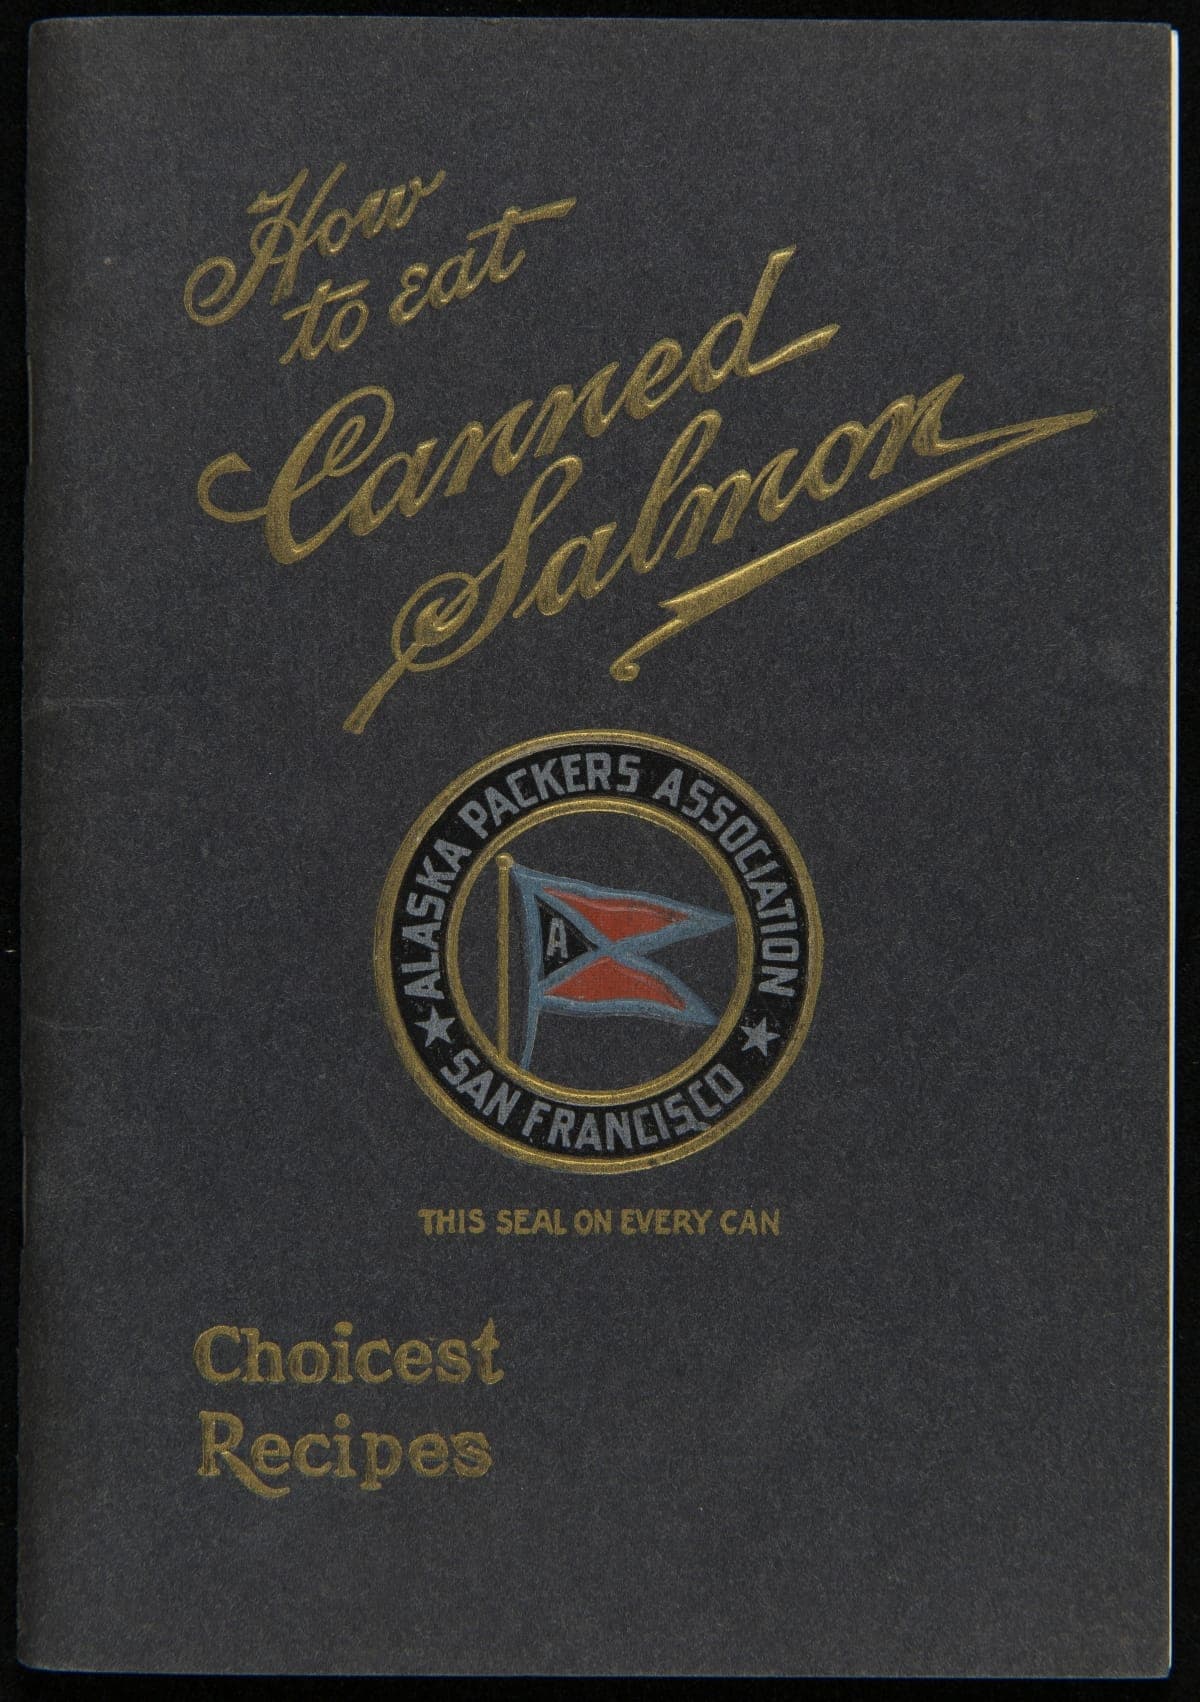 How
to eat
Canned
Salmon
ALASKA PACKERS ASSOCIATION
A
★ SAN FRANCISCO ★
THIS SEAL ON EVERY CAN
Choicest
Recipes